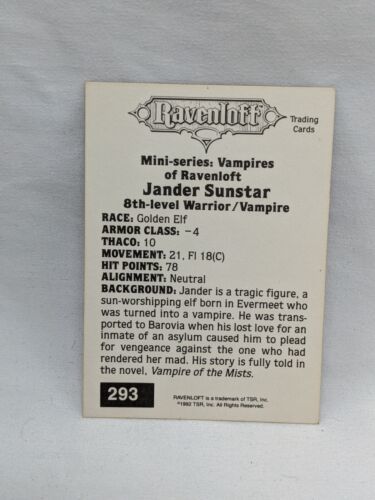 Ravenloft
Trading
Cards
Mini-series: Vampires
of Ravenloft
Jander Sunstar
8th-level Warrior/Vampire
RACE: Golden Elf
ARMOR CLASS: −4
THACO: 10
MOVEMENT: 21, Fl 18(C)
HIT POINTS: 78
ALIGNMENT: Neutral
BACKGROUND: Jander is a tragic figure, a
sun-worshipping elf born in Evermeet who
was turned into a vampire. He was trans-
ported to Barovia when his lost love for an
inmate of an asylum caused him to plead
for vengeance against the one who had
rendered her mad. His story is fully told in
the novel, Vampire of the Mists.
293
RAVENLOFT is a trademark of TSR, Inc.
©1992 TSR, Inc. All Rights Reserved.